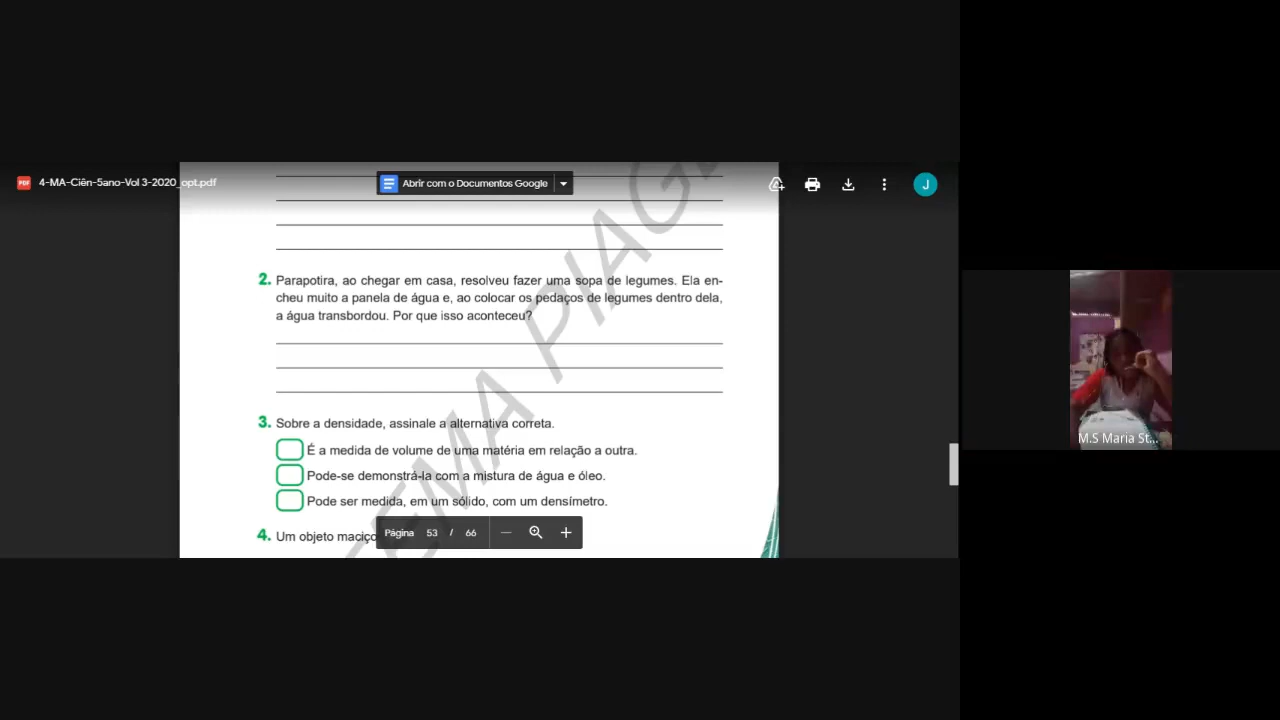 PDF 4-MA-Ciên-5ano-Vol 3-2020_opt.pdf
Abrir com o Documentos Google
J
2. Parapotira, ao chegar em casa, resolveu fazer uma sopa de legumes. Ela en-
cheu muito a panela de água e, ao colocar os pedaços de legumes dentro dela,
a água transbordou. Por que isso aconteceu?
3. Sobre a densidade, assinale a alternativa correta.
É a medida de volume de uma matéria em relação a outra.
Pode-se demonstrá-la com a mistura de água e óleo.
Pode ser medida, em um sólido, com um densímetro.
4. Um objeto maciço
Página 53 / 66
M.S Maria St...